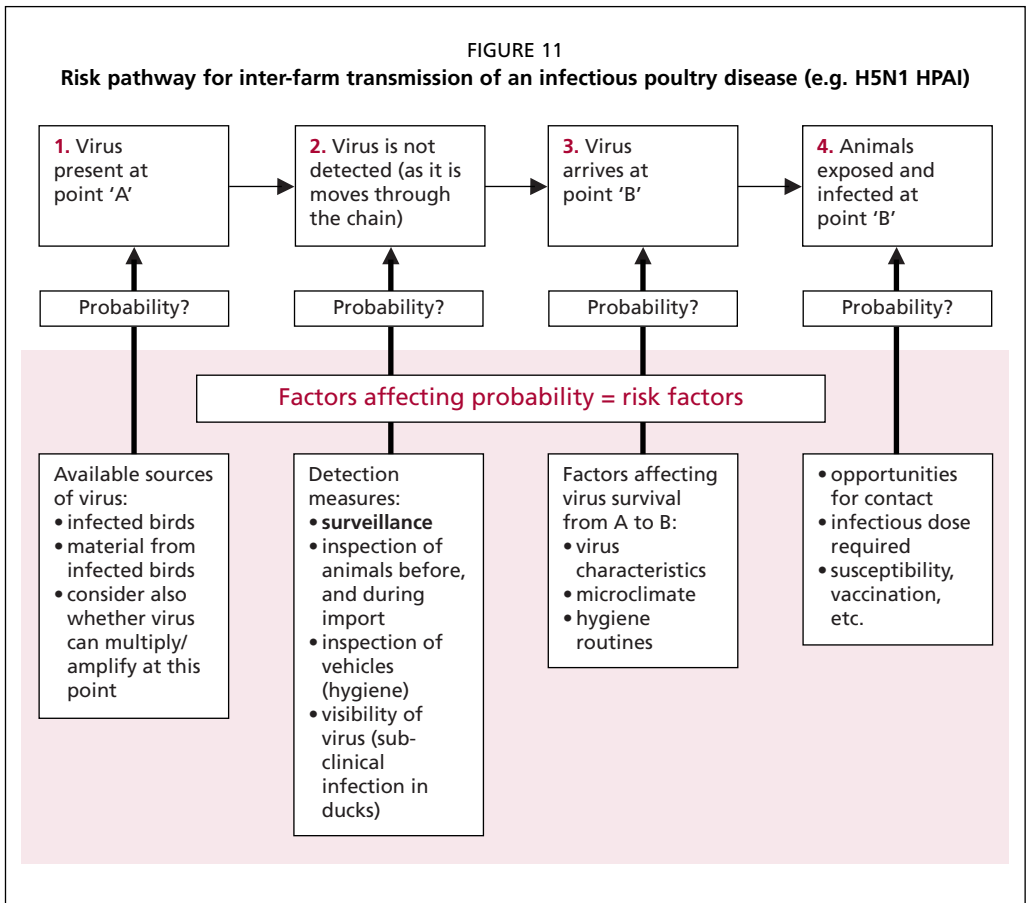 FIGURE 11
Risk pathway for inter-farm transmission of an infectious poultry disease (e.g. H5N1 HPAI)
1. Virus
present at
point ‘A’
2. Virus is not
detected (as it is
moves through
the chain)
3. Virus
arrives at
point ‘B’
4. Animals
exposed and
infected at
point ‘B’
Probability?
Probability?
Probability?
Probability?
Factors affecting probability = risk factors
Available sources
of virus:
• infected birds
• material from
infected birds
• consider also
whether virus
can multiply/
amplify at this
point
Detection
measures:
• surveillance
• inspection of
animals before,
and during
import
• inspection of
vehicles
(hygiene)
• visibility of
virus (sub-
clinical
infection in
ducks)
Factors affecting
virus survival
from A to B:
• virus
characteristics
• microclimate
• hygiene
routines
• opportunities
for contact
• infectious dose
required
• susceptibility,
vaccination,
etc.